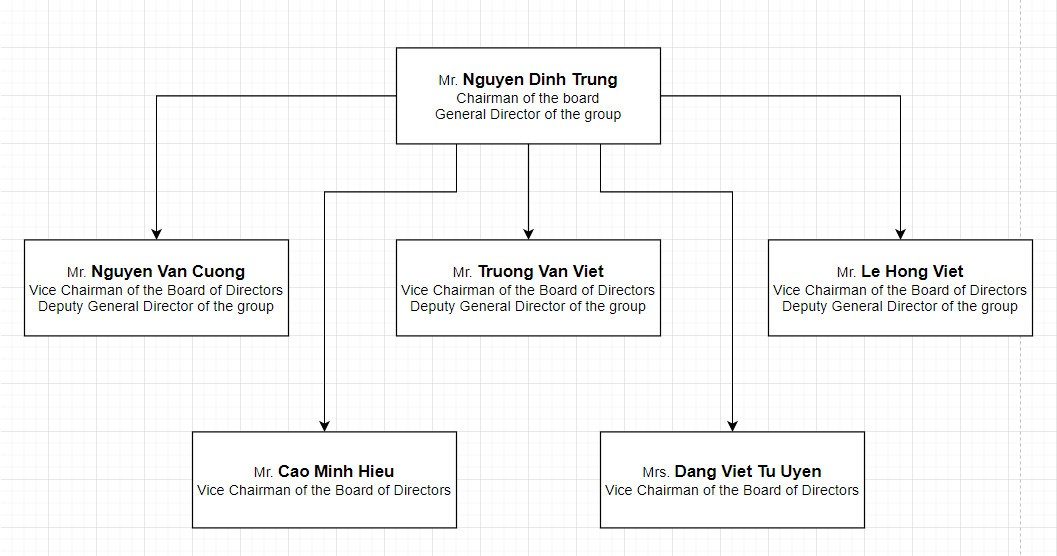 Mr. Nguyen Dinh Trung
Chairman of the board
General Director of the group
Mr. Nguyen Van Cuong
Vice Chairman of the Board of Directors
Deputy General Director of the group
Mr. Truong Van Viet
Vice Chairman of the Board of Directors
Deputy General Director of the group
Mr. Le Hong Viet
Vice Chairman of the Board of Directors
Deputy General Director of the group
Mr. Cao Minh Hieu
Vice Chairman of the Board of Directors
Mrs. Dang Viet Tu Uyen
Vice Chairman of the Board of Directors